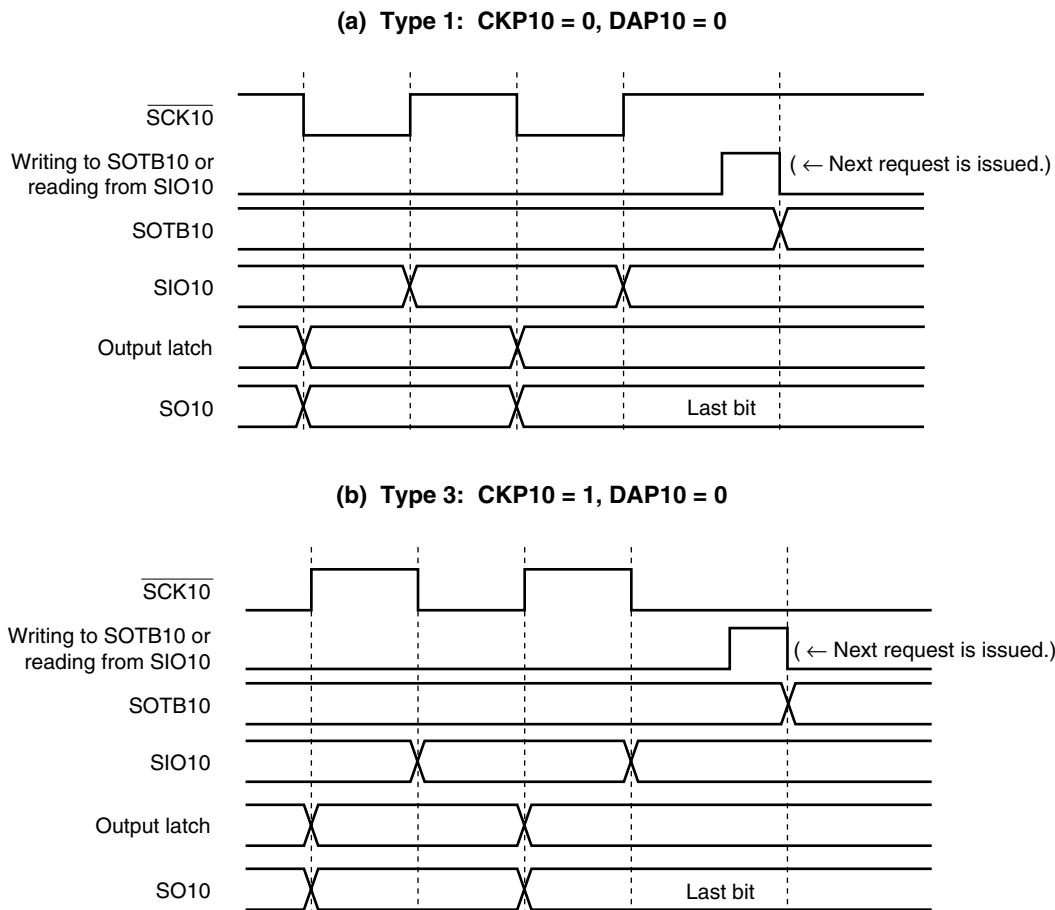 (a) Type 1: CKP10 = 0, DAP10 = 0
SCK10
Writing to SOTB10 or
reading from SIO10
( ← Next request is issued.)
SOTB10
SIO10
Output latch
SO10
Last bit
(b) Type 3: CKP10 = 1, DAP10 = 0
SCK10
Writing to SOTB10 or
reading from SIO10
( ← Next request is issued.)
SOTB10
SIO10
Output latch
SO10
Last bit